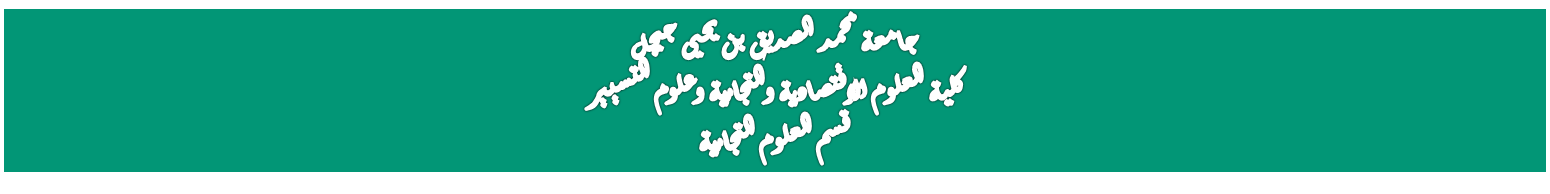 جامعة محمد الصديق بن يحيى جيجل
كلية العلوم الاقتصادية والتجارية وعلوم التسيير
قسم العلوم التجارية